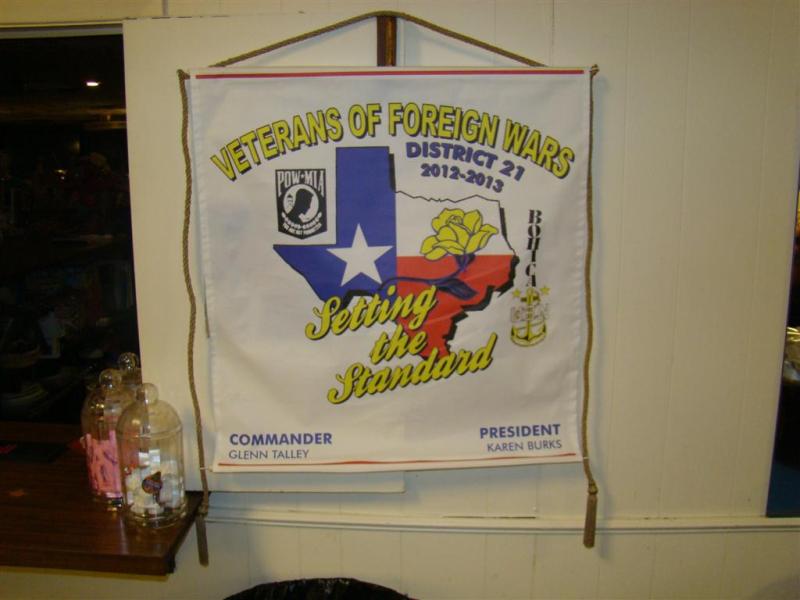 VETERANS OF FOREIGN WARS
DISTRICT 21
2012-2013
POW★MIA
BOHICA
Setting
the
Standard
COMMANDER
GLENN TALLEY
PRESIDENT
KAREN BURKS